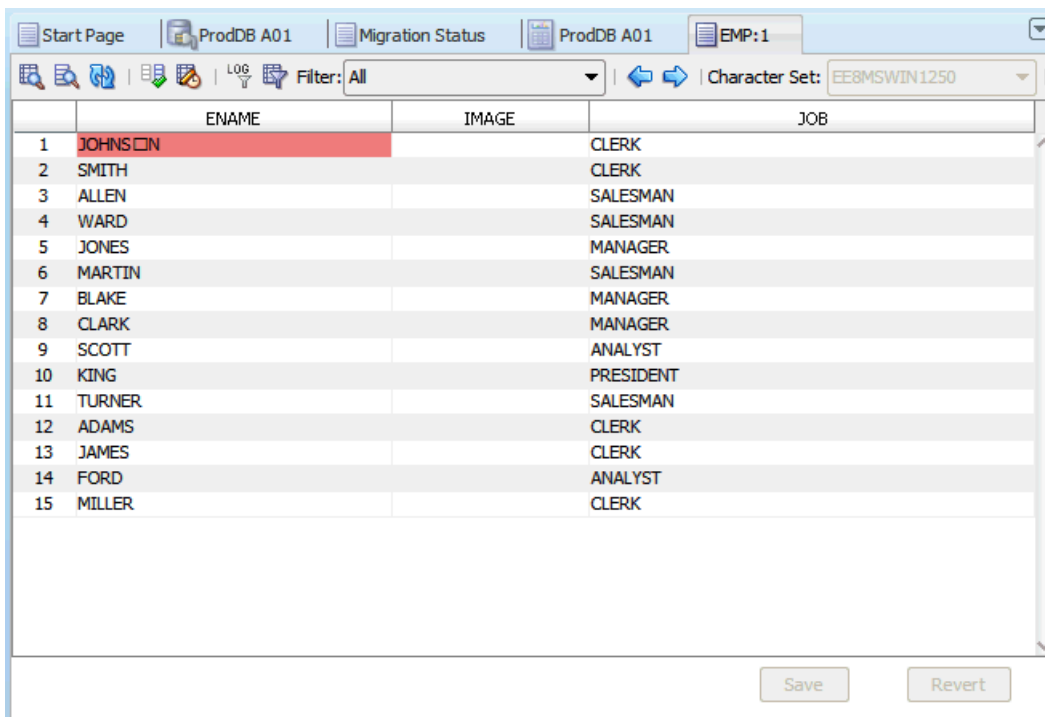 Start Page ProdDB A01 Migration Status ProdDB A01 EMP:1
LOG Filter: All Character Set: EE8MSWIN1250
ENAME IMAGE JOB
1 JOHNS□N CLERK
2 SMITH CLERK
3 ALLEN SALESMAN
4 WARD SALESMAN
5 JONES MANAGER
6 MARTIN SALESMAN
7 BLAKE MANAGER
8 CLARK MANAGER
9 SCOTT ANALYST
10 KING PRESIDENT
11 TURNER SALESMAN
12 ADAMS CLERK
13 JAMES CLERK
14 FORD ANALYST
15 MILLER CLERK
Save Revert